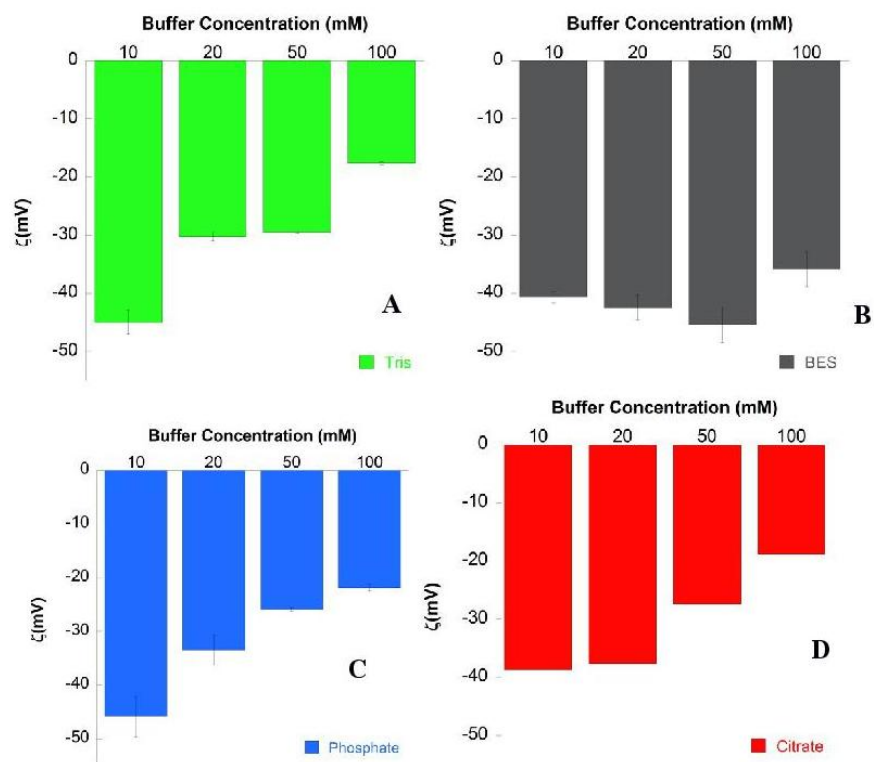 Buffer Concentration (mM)
10 20 50 100
0
-10
-20
-30
-40
-50
ζ(mV)
A
Tris
Buffer Concentration (mM)
10 20 50 100
0
-10
-20
-30
-40
-50
ζ(mV)
B
BES
Buffer Concentration (mM)
10 20 50 100
0
-10
-20
-30
-40
-50
ζ(mV)
C
Phosphate
Buffer Concentration (mM)
10 20 50 100
0
-10
-20
-30
-40
-50
ζ(mV)
D
Citrate